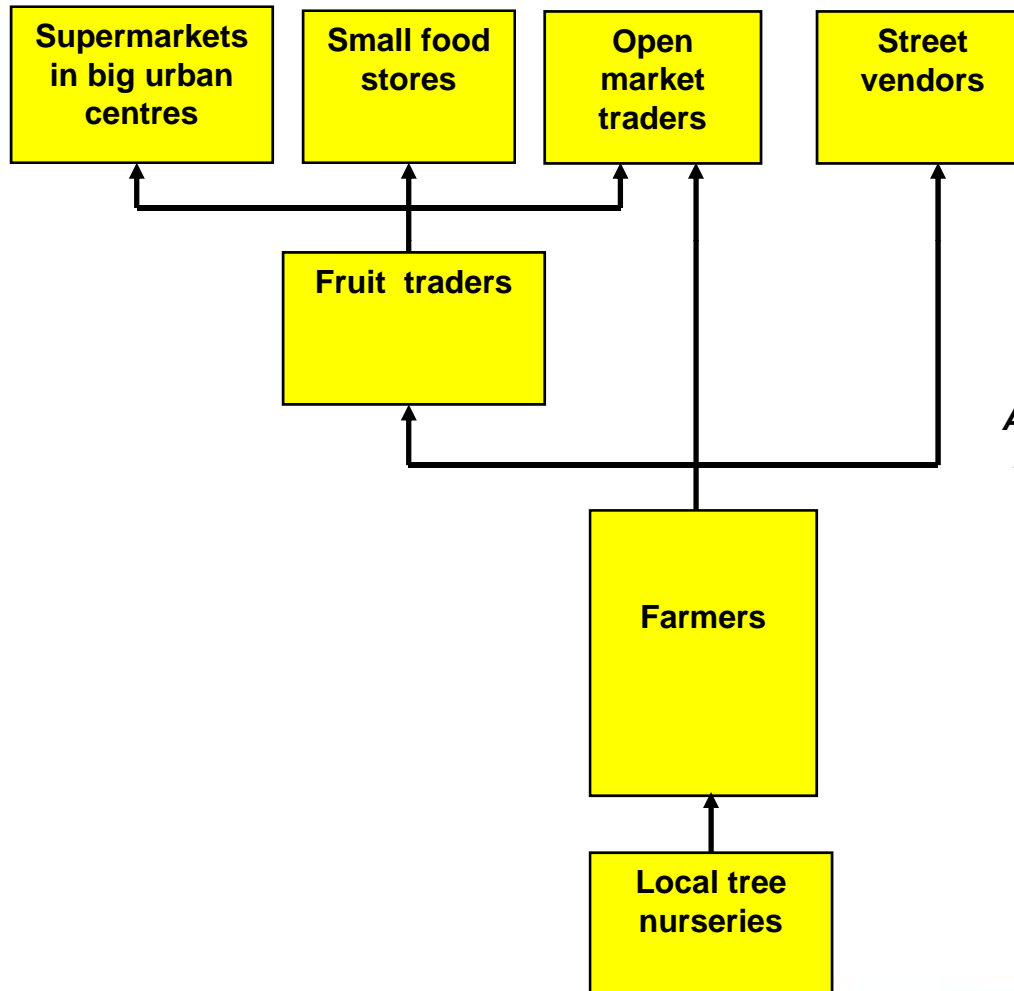 Supermarkets
in big urban
centres
Small food
stores
Open
market
traders
Street
vendors
Fruit traders
A
Farmers
Local tree
nurseries